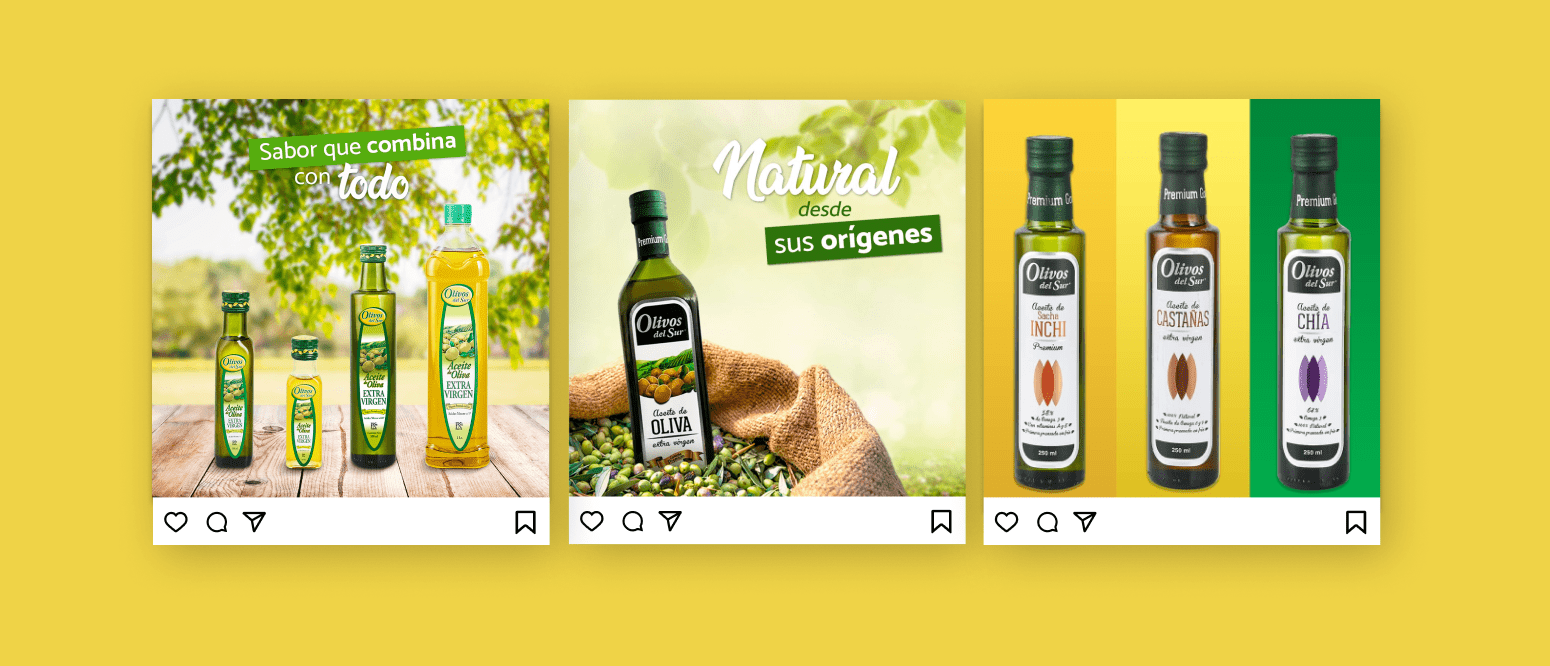 Sabor que combina
con todo
Olivos
del Sur
Aceite
de Oliva
EXTRA
VIRGEN
Olivos
del Sur
Aceite
de Oliva
EXTRA
VIRGEN
Olivos
del Sur
Aceite
de Oliva
EXTRA
VIRGEN
Olivos
del Sur
Aceite
de Oliva
EXTRA
VIRGEN
Natural
desde
sus orígenes
Premium
Olivos
del Sur
Aceite de
OLIVA
extra virgen
Premium
Olivos
del Sur
Aceite de
Sacha
INCHI
Premium
250 ml
Premium
Olivos
del Sur
Aceite de
CASTAÑAS
extra virgen
100% Natural
250 ml
Premium
Olivos
del Sur
Aceite de
CHÍA
extra virgen
100% Natural
250 ml